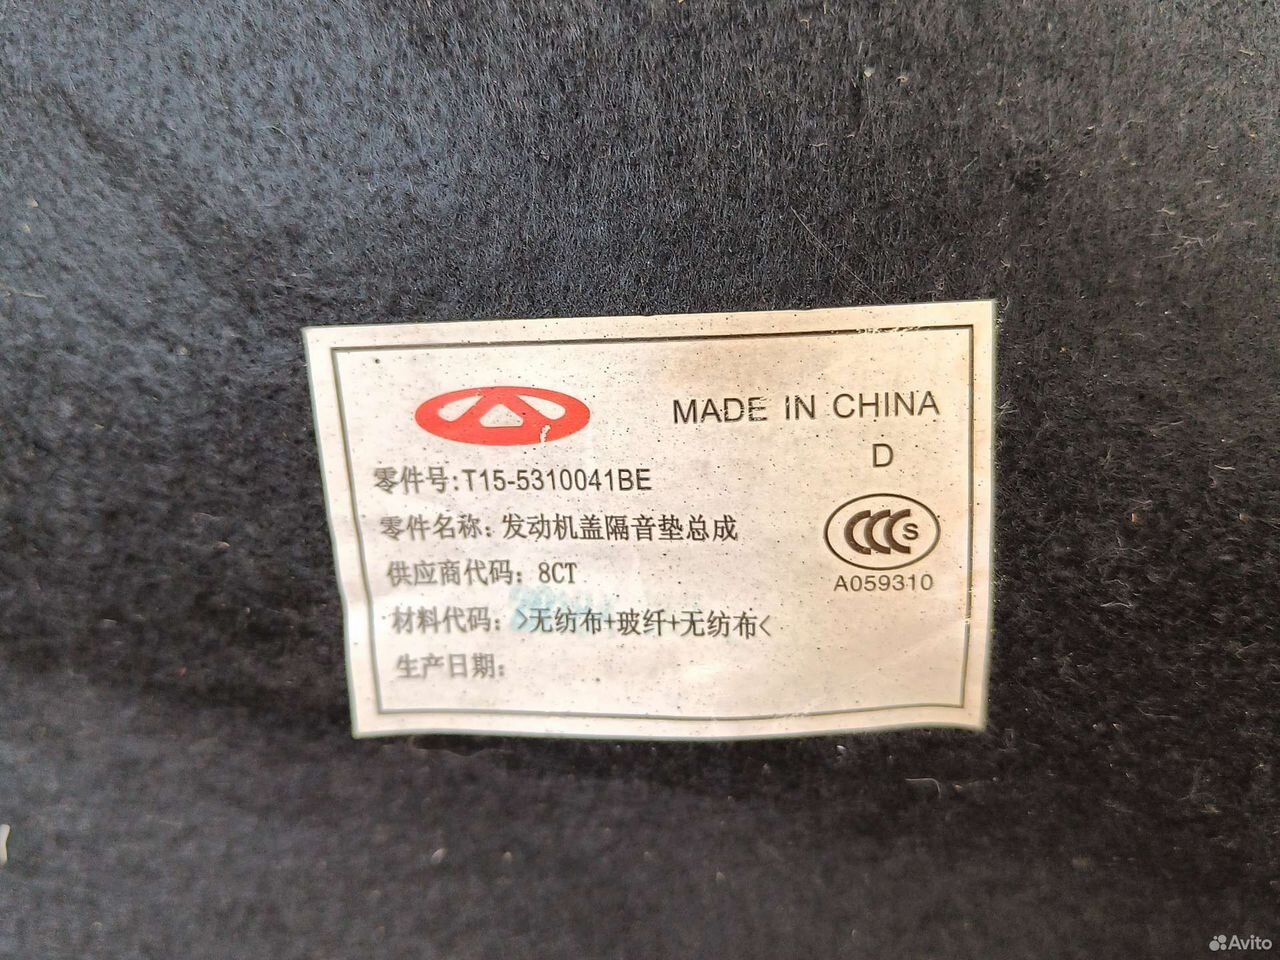 MADE IN CHINA
D
零件号:T15-5310041BE
零件名称:发动机盖隔音垫总成
CCC S
供应商代码:8CT
A059310
材料代码:>无纺布+玻纤+无纺布<
生产日期:
Avito